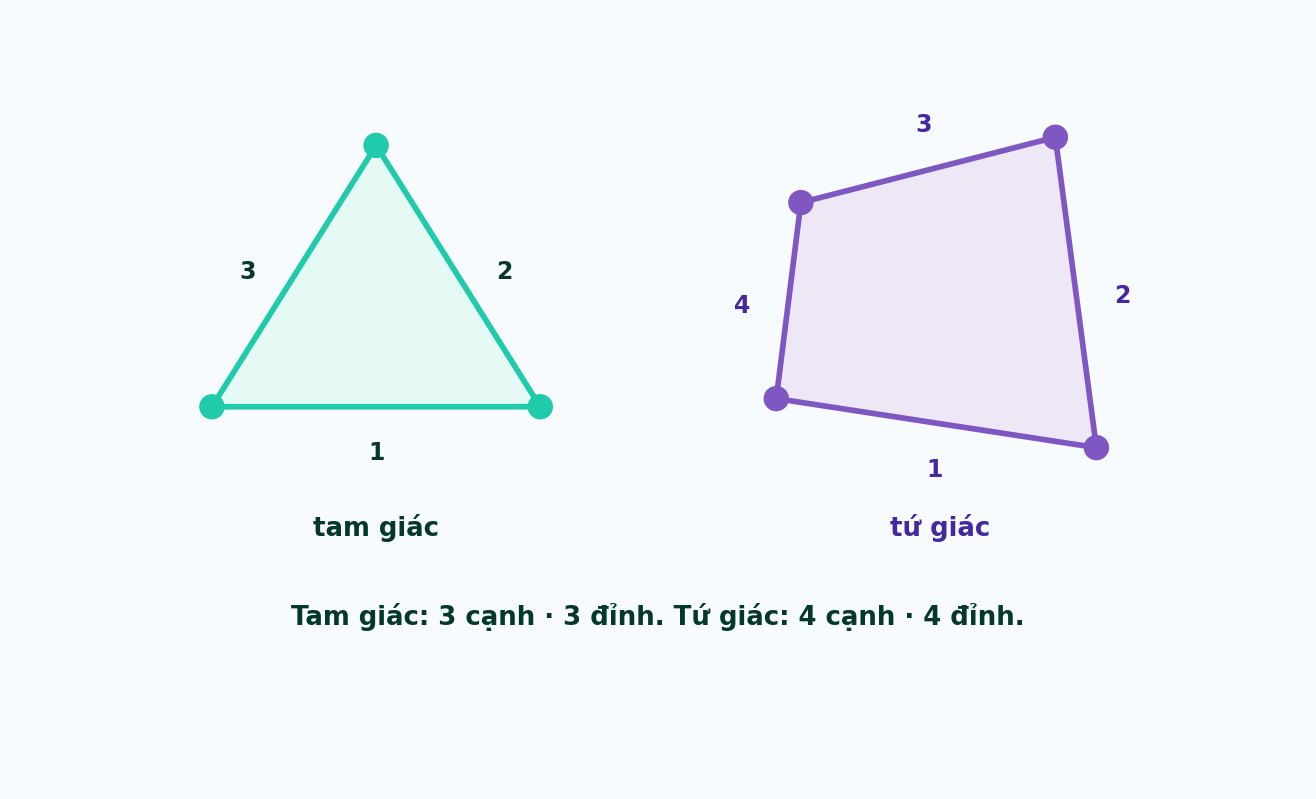 3
3
2
4
2
1
1
tam giác
tứ giác
Tam giác: 3 cạnh · 3 đỉnh. Tứ giác: 4 cạnh · 4 đỉnh.